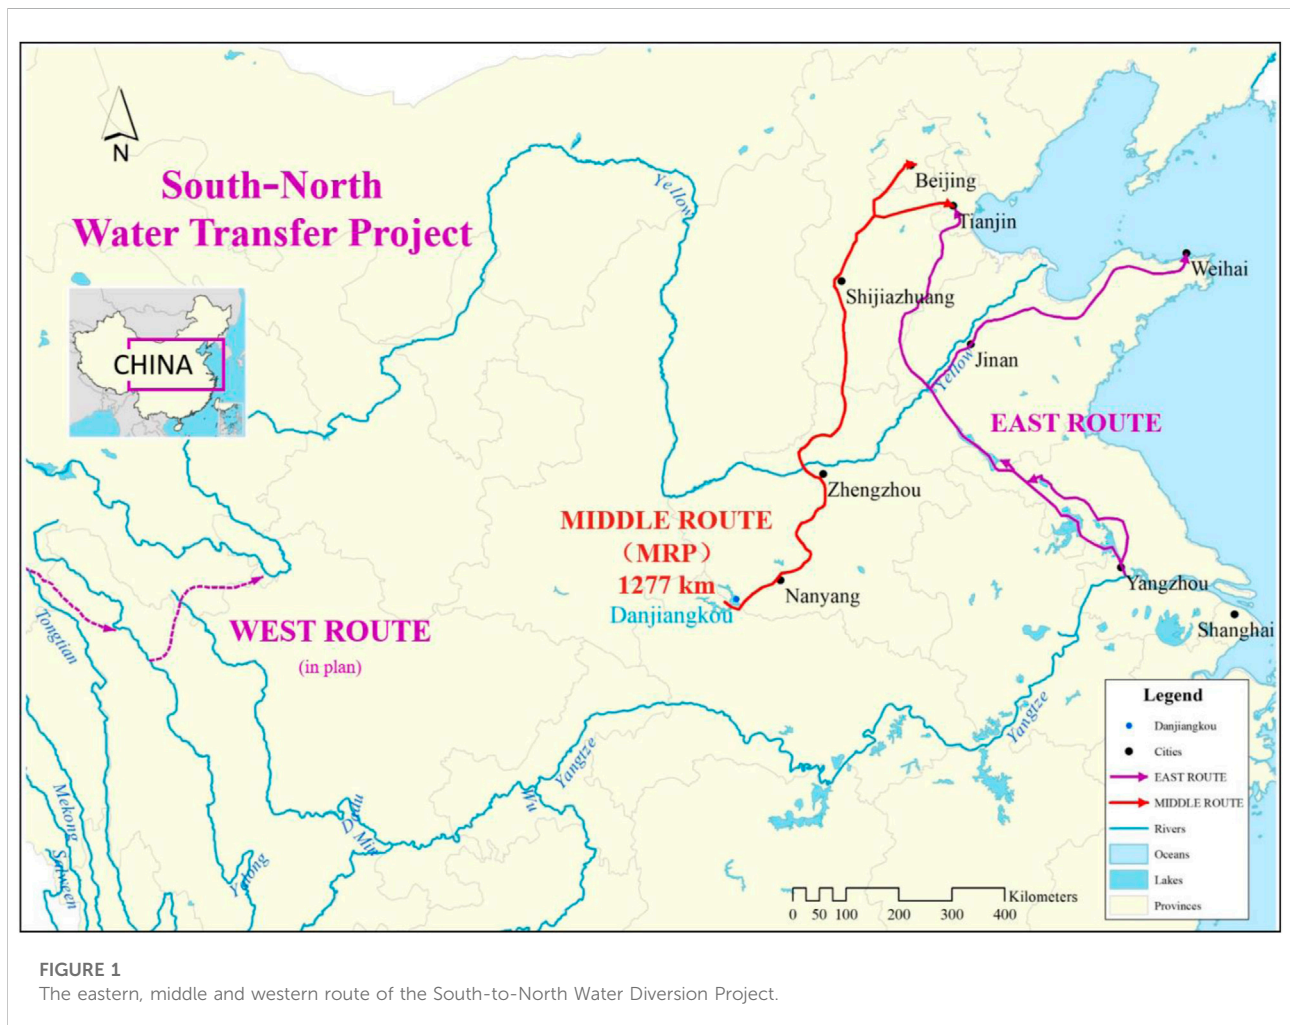 N
South-North
Water Transfer Project
CHINA
Yellow
Beijing
Tianjin
Weihai
Shijiazhuang
Jinan
Yellow
EAST ROUTE
Zhengzhou
MIDDLE ROUTE
（MRP）
1277 km
Danjiangkou
Nanyang
Yangzhou
Shanghai
WEST ROUTE
(in plan)
Tongtian
Mekong
Salween
Yalong
Dadu
Min
Wu
Yangtze
Yangtze
Legend
Danjiangkou
Cities
EAST ROUTE
MIDDLE ROUTE
Rivers
Oceans
Lakes
Provinces
Kilometers
0 50 100 200 300 400
FIGURE 1
The eastern, middle and western route of the South-to-North Water Diversion Project.